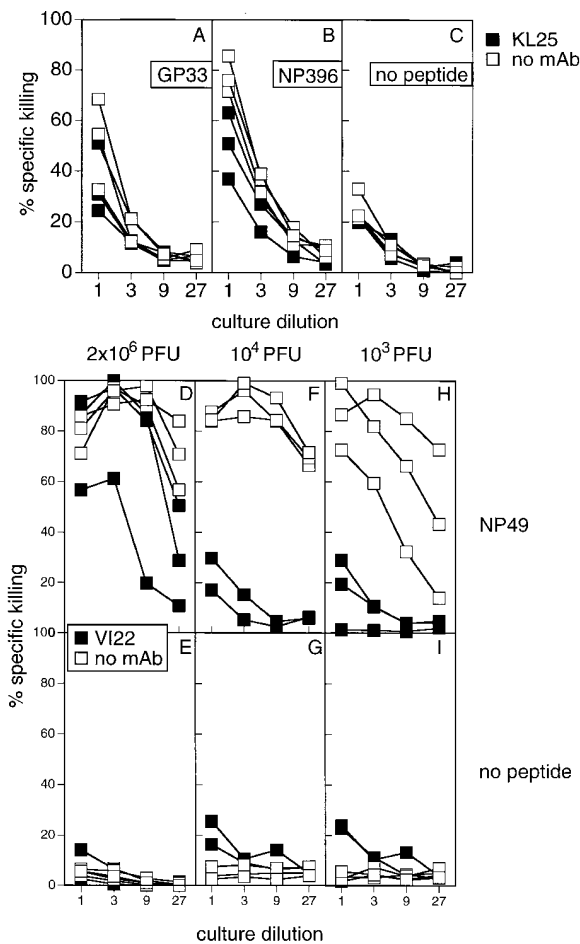 100
80
60
40
20
0
% specific killing
A
GP33
B
NP396
C
no peptide
KL25
no mAb
1 3 9 27 1 3 9 27 1 3 9 27
culture dilution
2x10⁶ PFU 10⁴ PFU 10³ PFU
100
80
60
40
20
% specific killing
D
F
H
NP49
100
80
60
40
20
0
% specific killing
VI22
no mAb
E
G
I
no peptide
1 3 9 27 1 3 9 27 1 3 9 27
culture dilution